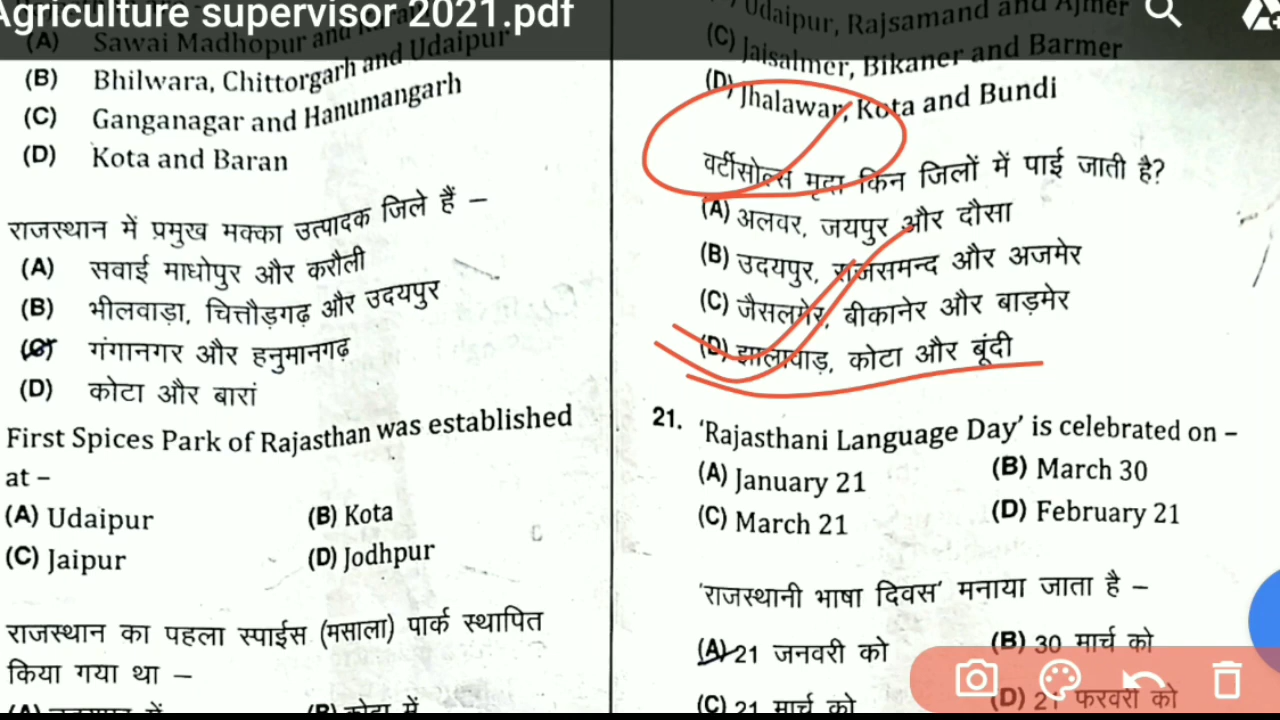 Agriculture supervisor 2021.pdf
(A) Sawai Madhopur and
(B) Bhilwara, Chittorgarh and Udaipur
(C) Ganganagar and Hanumangarh
(D) Kota and Baran
राजस्थान में प्रमुख मक्का उत्पादक जिले हैं –
(A) सवाई माधोपुर और करौली
(B) भीलवाड़ा, चित्तौड़गढ़ और उदयपुर
(C) गंगानगर और हनुमानगढ़
(D) कोटा और बारां
First Spices Park of Rajasthan was established
at –
(A) Udaipur (B) Kota
(C) Jaipur (D) Jodhpur
राजस्थान का पहला स्पाईस (मसाला) पार्क स्थापित
किया गया था –
(A) उदयपुर में (B) कोटा में
Udaipur, Rajsamand and Ajmer
(C) Jaisalmer, Bikaner and Barmer
(D) Jhalawar, Kota and Bundi
वर्टीसोल्स मृदा किन जिलों में पाई जाती है?
(A) अलवर, जयपुर और दौसा
(B) उदयपुर, राजसमन्द और अजमेर
(C) जैसलमेर, बीकानेर और बाड़मेर
(D) झालावाड़, कोटा और बूंदी
21. ‘Rajasthani Language Day’ is celebrated on –
(A) January 21 (B) March 30
(C) March 21 (D) February 21
‘राजस्थानी भाषा दिवस’ मनाया जाता है –
(A) 21 जनवरी को (B) 30 मार्च को
(C) 21 मार्च को (D) 21 फरवरी को